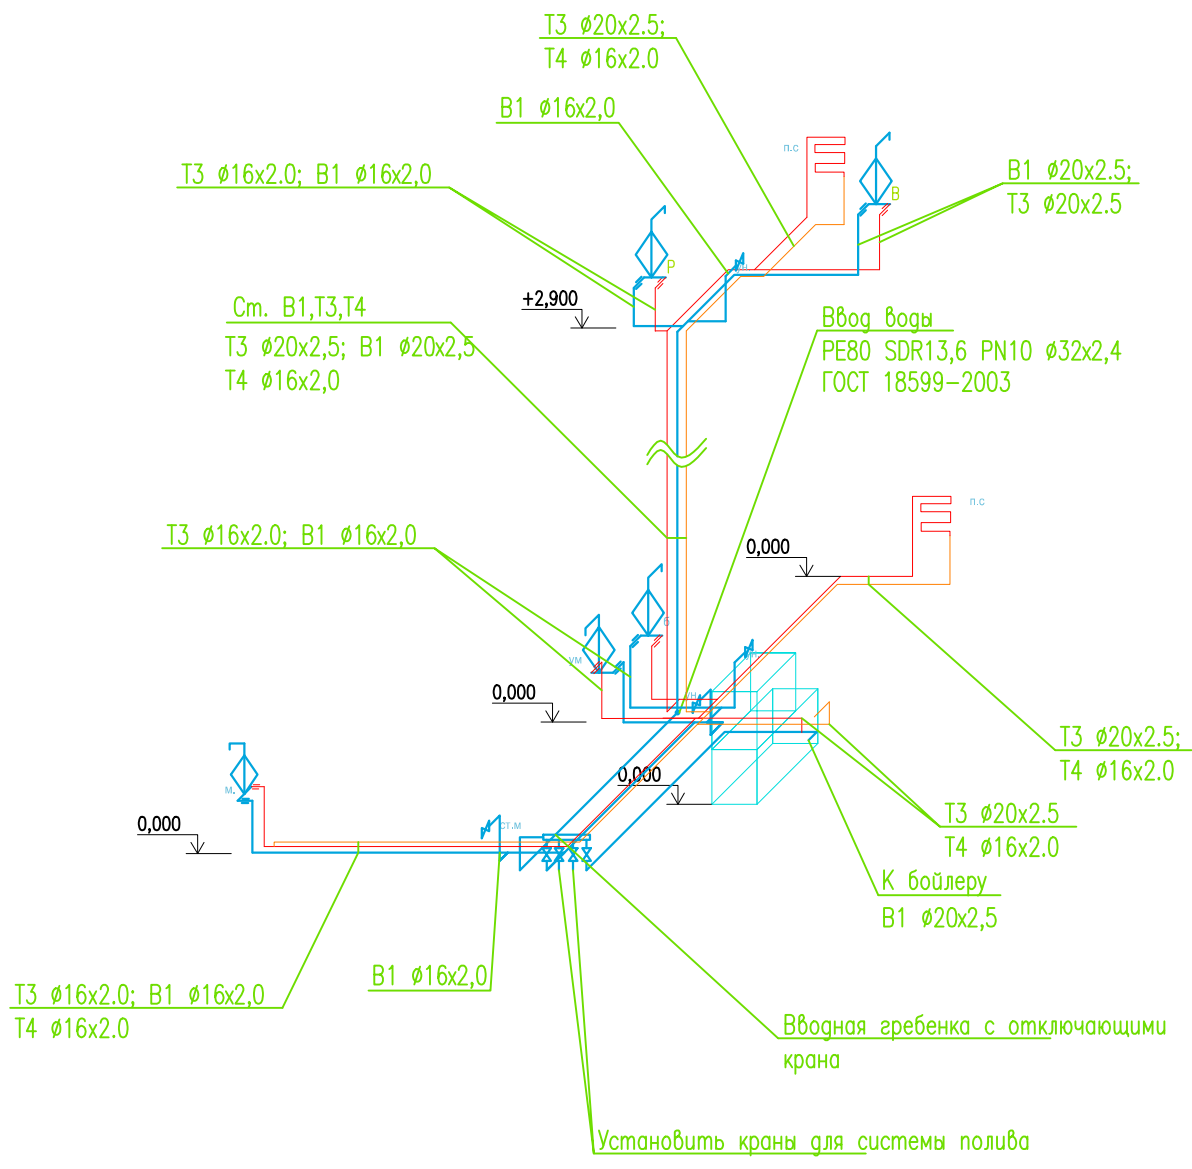 Т3 ø20х2.5;
Т4 ø16х2.0
В1 ø16х2,0
п.с
Т3 ø16х2.0; В1 ø16х2,0
В1 ø20х2.5;
Т3 ø20х2.5
В
Р
+2,900
Ст. В1,Т3,Т4
Т3 ø20х2,5; В1 ø20х2,5
Т4 ø16х2,0
Ввод воды
PE80 SDR13,6 PN10 ø32х2,4
ГОСТ 18599-2003
п.с
Т3 ø16х2.0; В1 ø16х2,0
0,000
б
ум
ун
0,000
Т3 ø20х2.5;
Т4 ø16х2.0
0,000
м.
0,000
ст.м
Т3 ø20х2.5
Т4 ø16х2.0
К бойлеру
В1 ø20х2,5
В1 ø16х2,0
Т3 ø16х2.0; В1 ø16х2,0
Т4 ø16х2.0
Вводная гребенка с отключающими
крана
Установить краны для системы полива